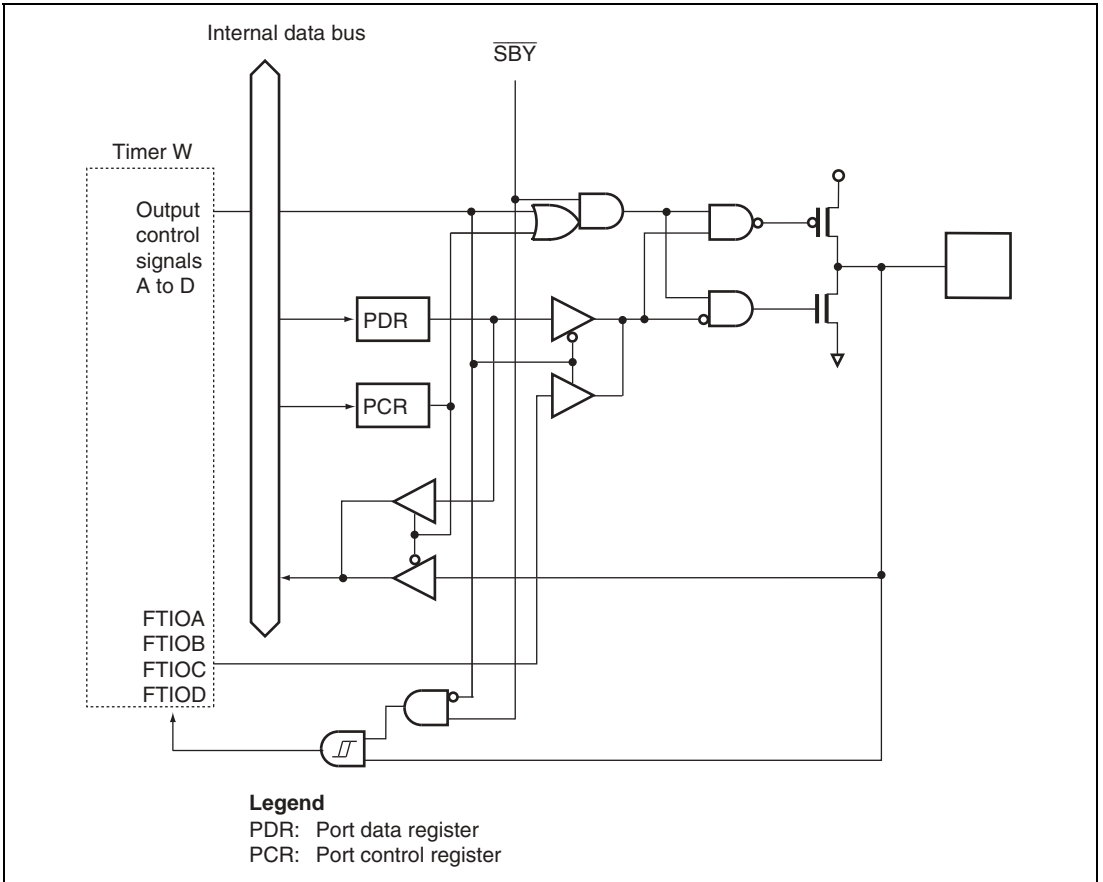 Internal data bus
SBY
Timer W
Output
control
signals
A to D
PDR
PCR
FTIOA
FTIOB
FTIOC
FTIOD
Legend
PDR: Port data register
PCR: Port control register